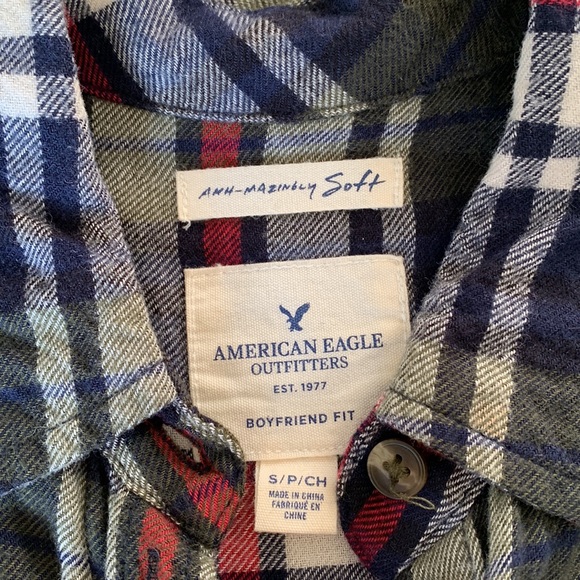 AHH-MAZINGLY Soft
AMERICAN EAGLE
OUTFITTERS
EST. 1977
BOYFRIEND FIT
S/P/CH
MADE IN CHINA
FABRIQUÉ EN
CHINE